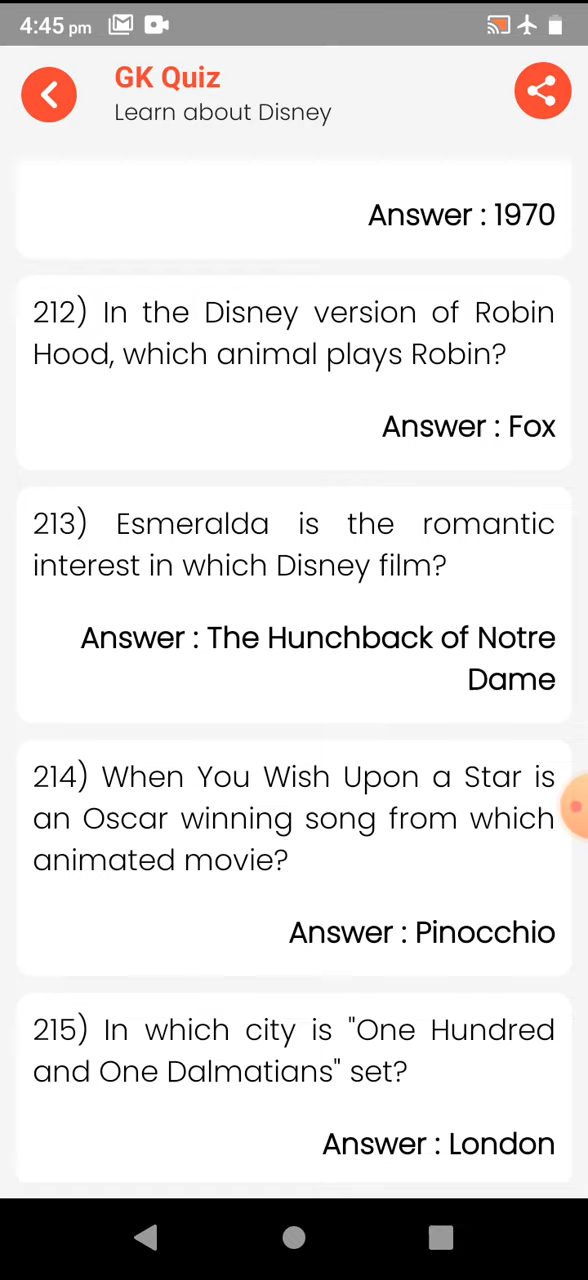 4:45 pm
GK Quiz
Learn about Disney
Answer : 1970
212) In the Disney version of Robin
Hood, which animal plays Robin?
Answer : Fox
213) Esmeralda is the romantic
interest in which Disney film?
Answer : The Hunchback of Notre
Dame
214) When You Wish Upon a Star is
an Oscar winning song from which
animated movie?
Answer : Pinocchio
215) In which city is "One Hundred
and One Dalmatians" set?
Answer : London